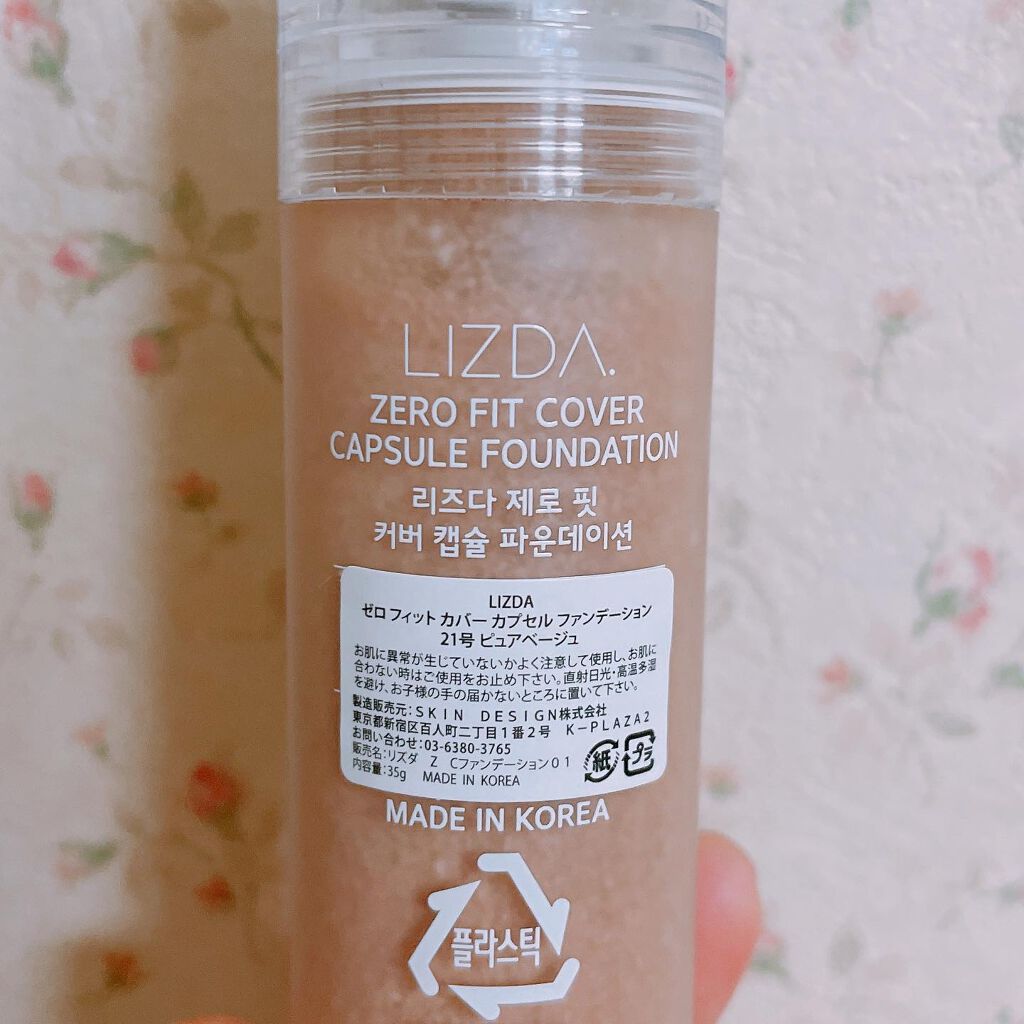 LIZDA.
ZERO FIT COVER
CAPSULE FOUNDATION
리즈다 제로 핏
커버 캡슐 파운데이션
LIZDA
ゼロ フィット カバー カプセル ファンデーション
21号 ピュアベージュ
お肌に異常が生じていないかよく注意して使用し、お肌に
合わない時はご使用をお止め下さい。直射日光・高温多湿
を避け、お子様の手の届かないところに置いて下さい。
製造販売元：ＳＫＩＮ　ＤＥＳＩＧＮ株式会社
東京都新宿区百人町二丁目１番２号　Ｋ－ＰＬＡＺＡ２
お問い合わせ：03-6380-3765
販売名：リズダ　Ｚ　Ｃファンデーション０１
内容量：35g　MADE IN KOREA
紙
プラ
MADE IN KOREA
플라스틱